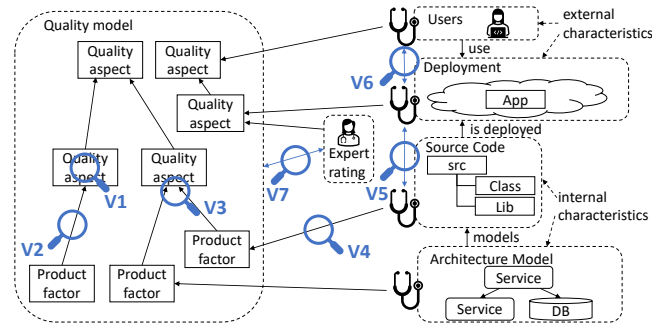 Quality model
Quality
aspect
Quality
aspect
Quality
aspect
Quality
aspect
Quality
aspect
V1
V2
V3
Product
factor
Product
factor
Product
factor
V7
Expert
rating
V4
V6
V5
Users
use
Deployment
App
is deployed
Source Code
src
Class
Lib
models
Architecture Model
Service
Service
DB
external
characteristics
internal
characteristics